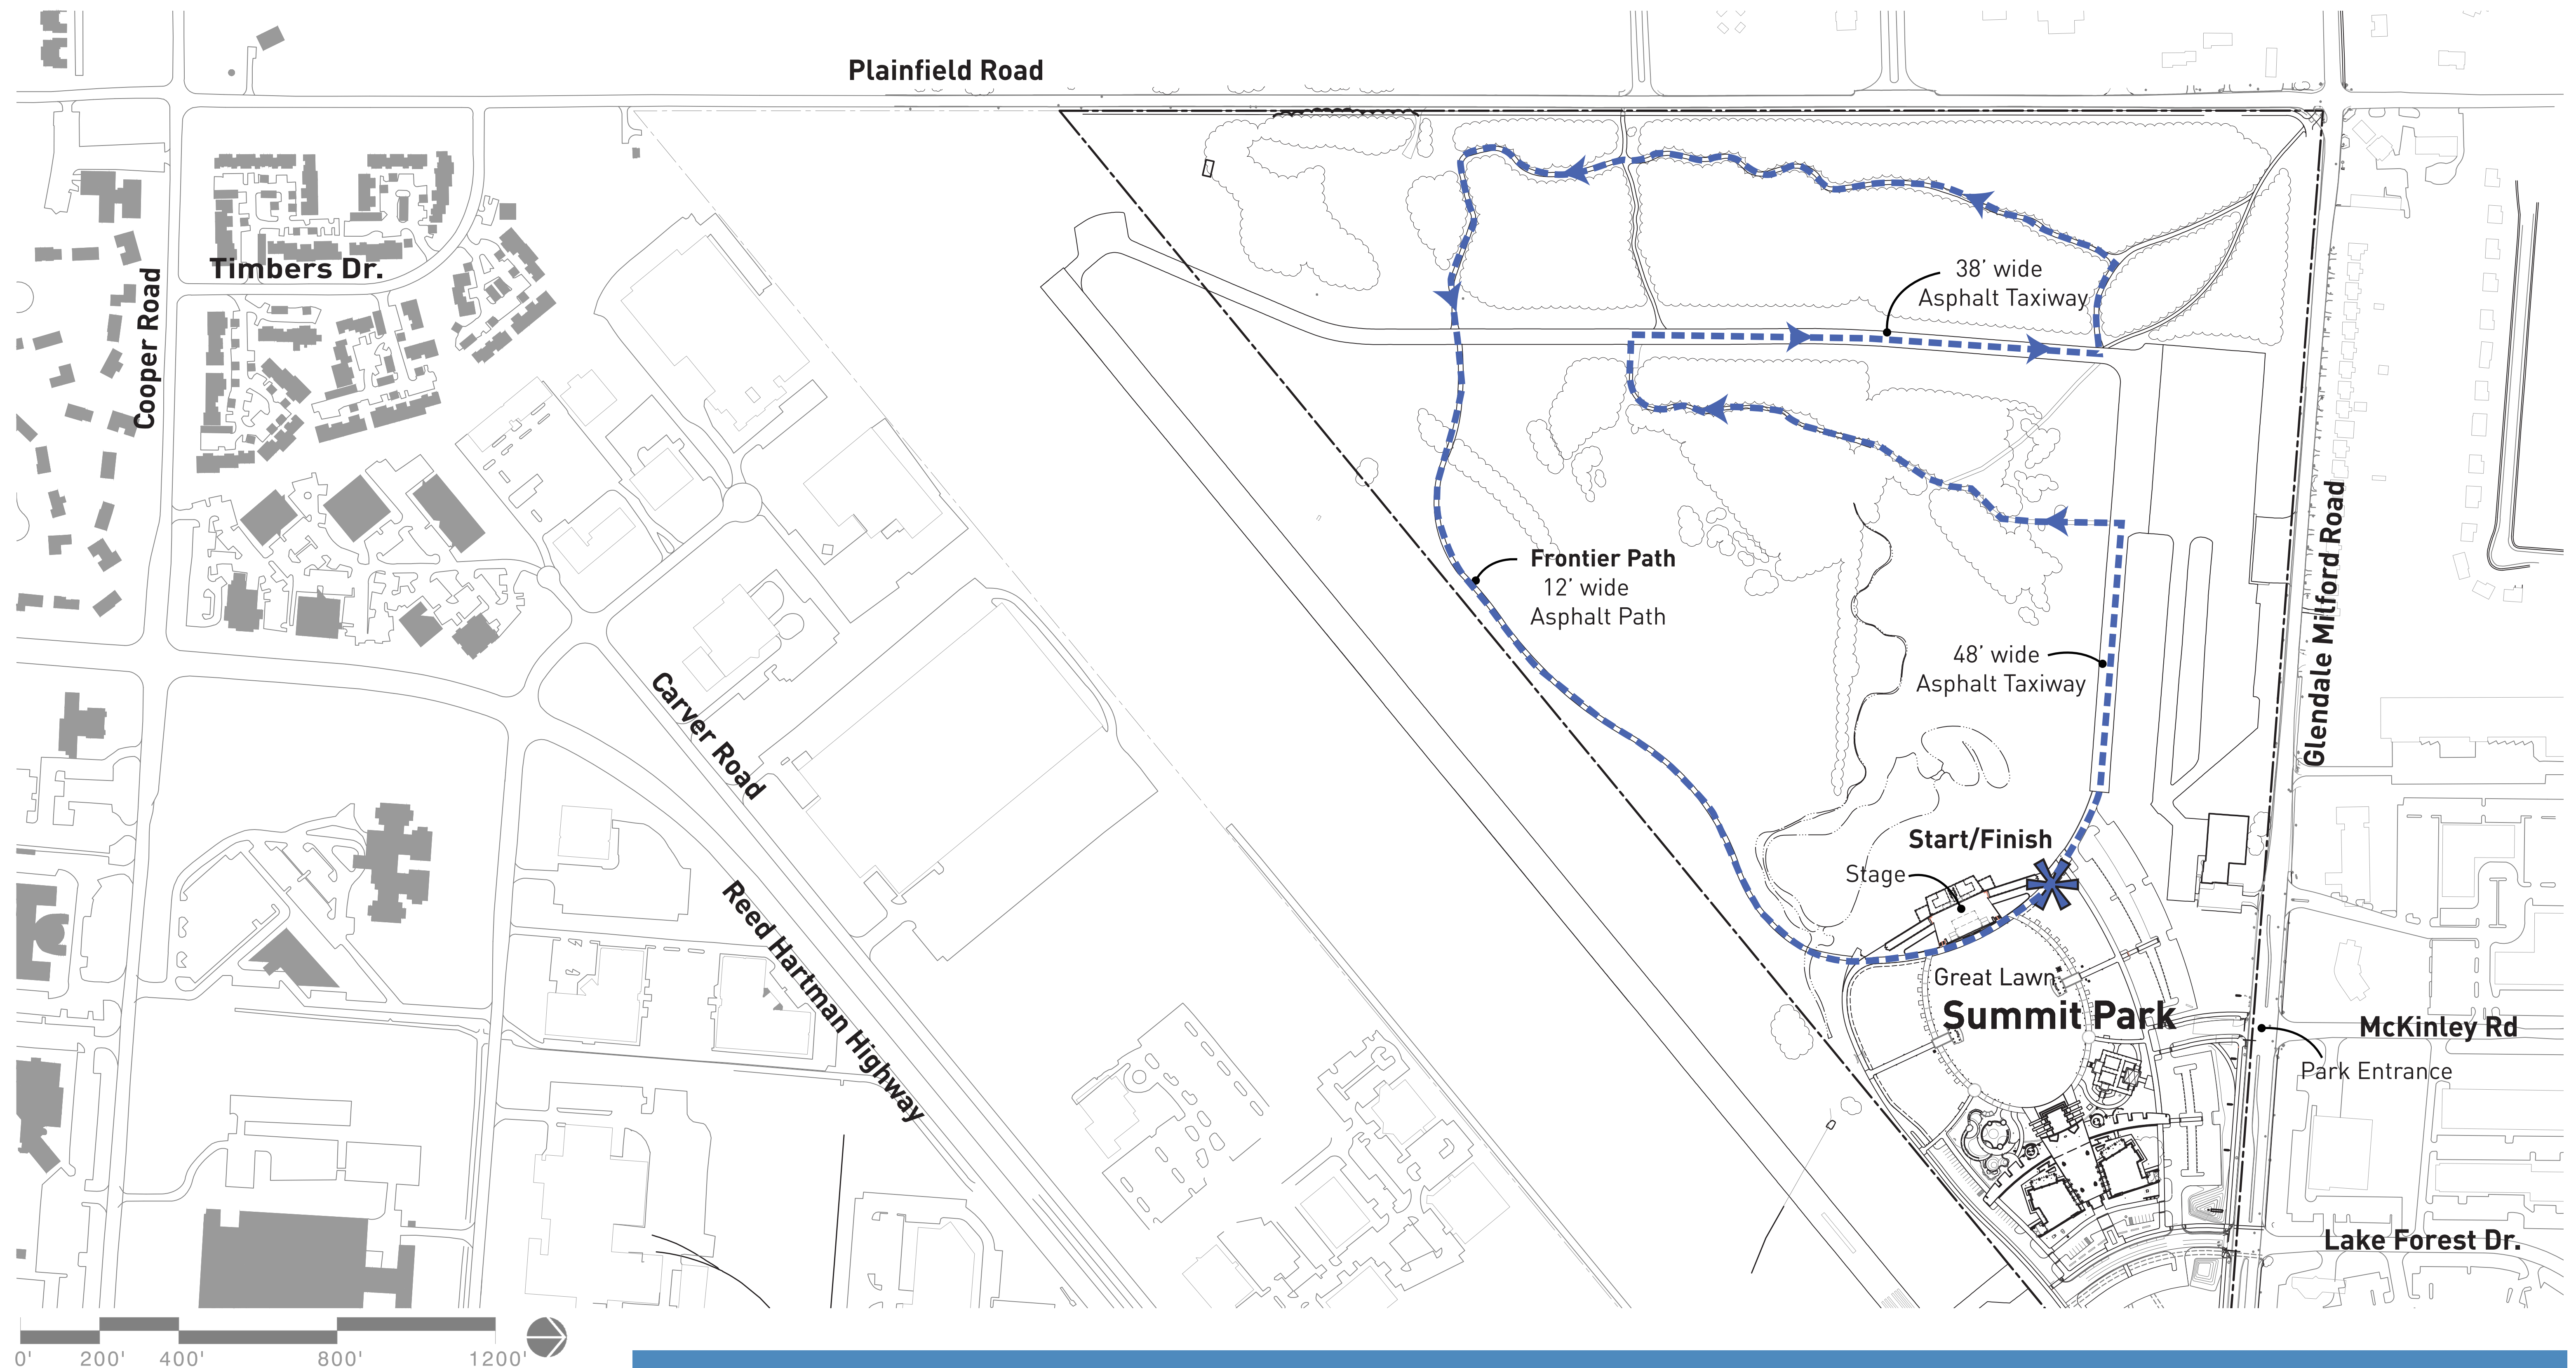 Plainfield Road
Timbers Dr.
Cooper Road
38’ wide
Asphalt Taxiway
Frontier Path
12’ wide
Asphalt Path
Glendale Milford Road
48’ wide
Asphalt Taxiway
Carver Road
Reed Hartman Highway
Start/Finish
Stage
Great Lawn
Summit Park
McKinley Rd
Park Entrance
Lake Forest Dr.
0' 200' 400' 800' 1200'